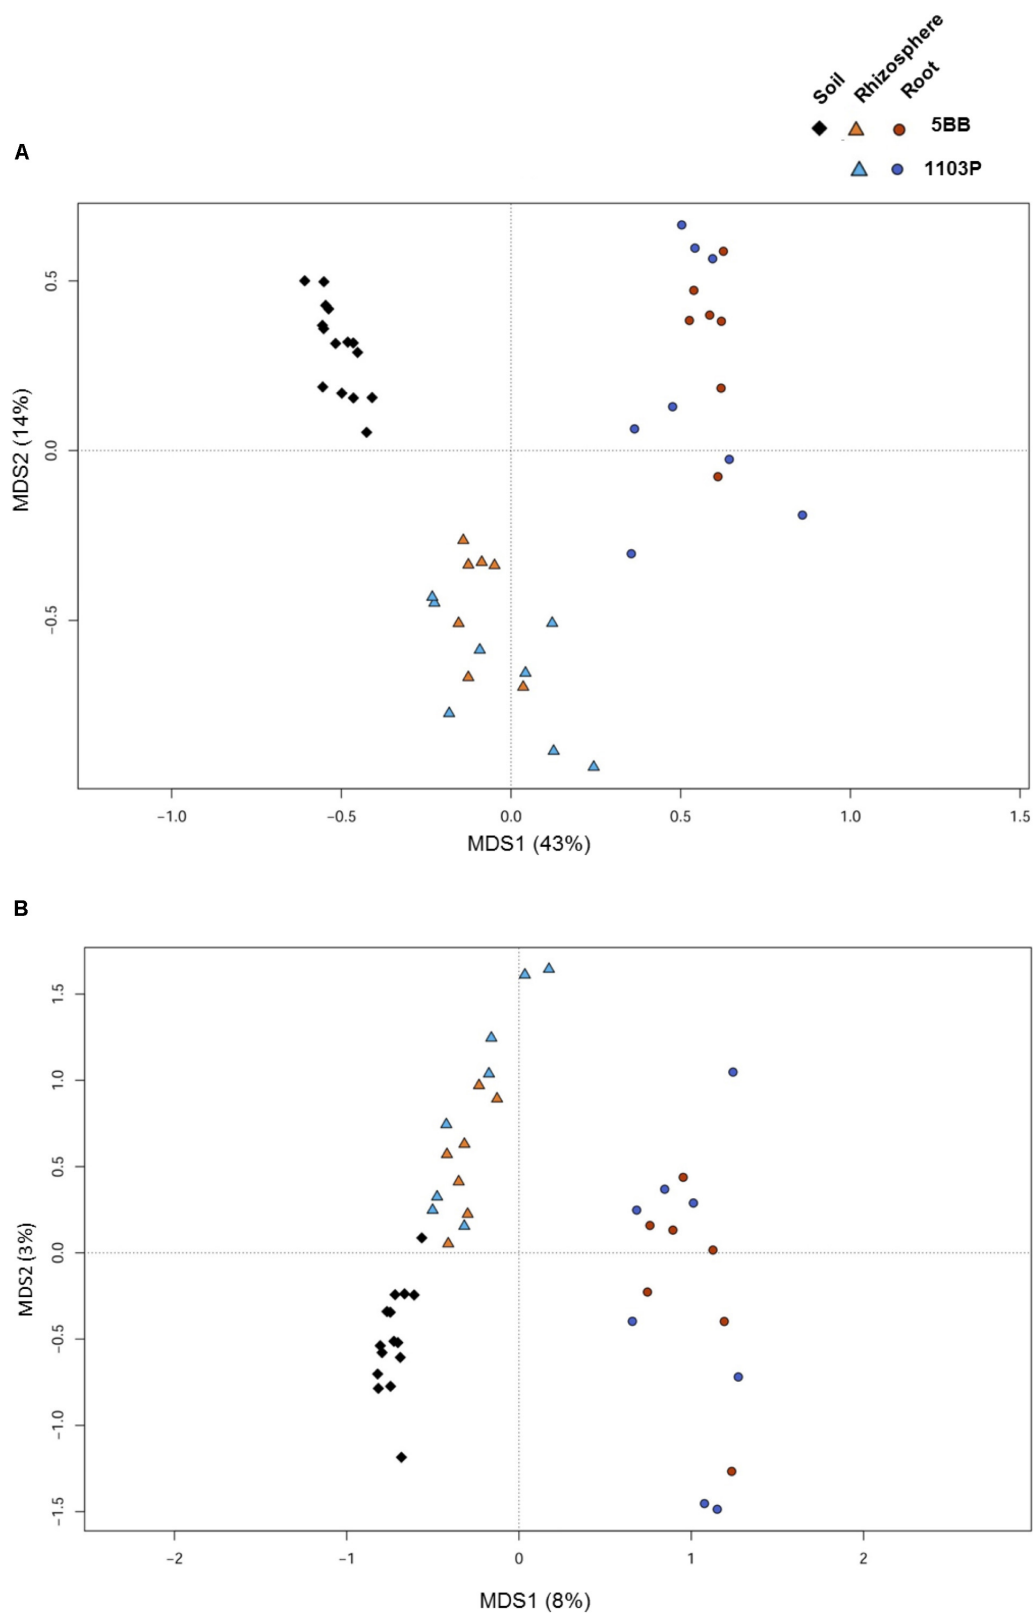 Soil Rhizosphere Root
5BB
1103P
A
0.5
0.0
−0.5
MDS2 (14%)
−1.0 −0.5 0.0 0.5 1.0 1.5
MDS1 (43%)
B
1.5
1.0
0.5
0.0
−0.5
−1.0
−1.5
MDS2 (3%)
−2 −1 0 1 2
MDS1 (8%)